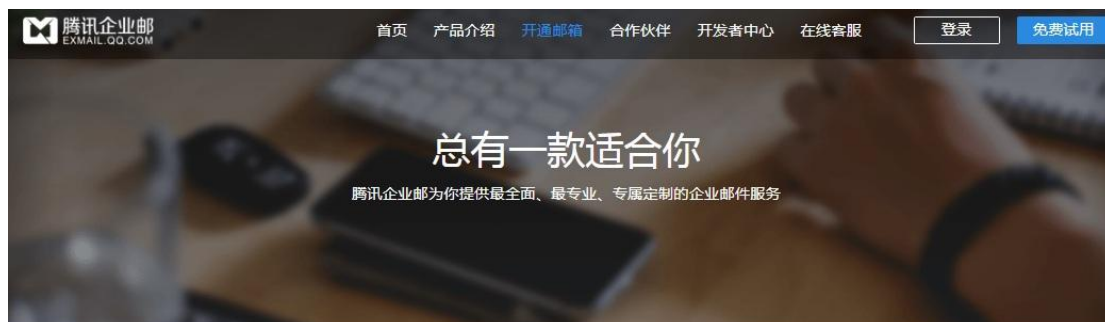 腾讯企业邮
EXMAIL.QQ.COM
首页 产品介绍 开通邮箱 合作伙伴 开发者中心 在线客服 登录 免费试用
总有一款适合你
腾讯企业邮为你提供最全面、最专业、专属定制的企业邮件服务